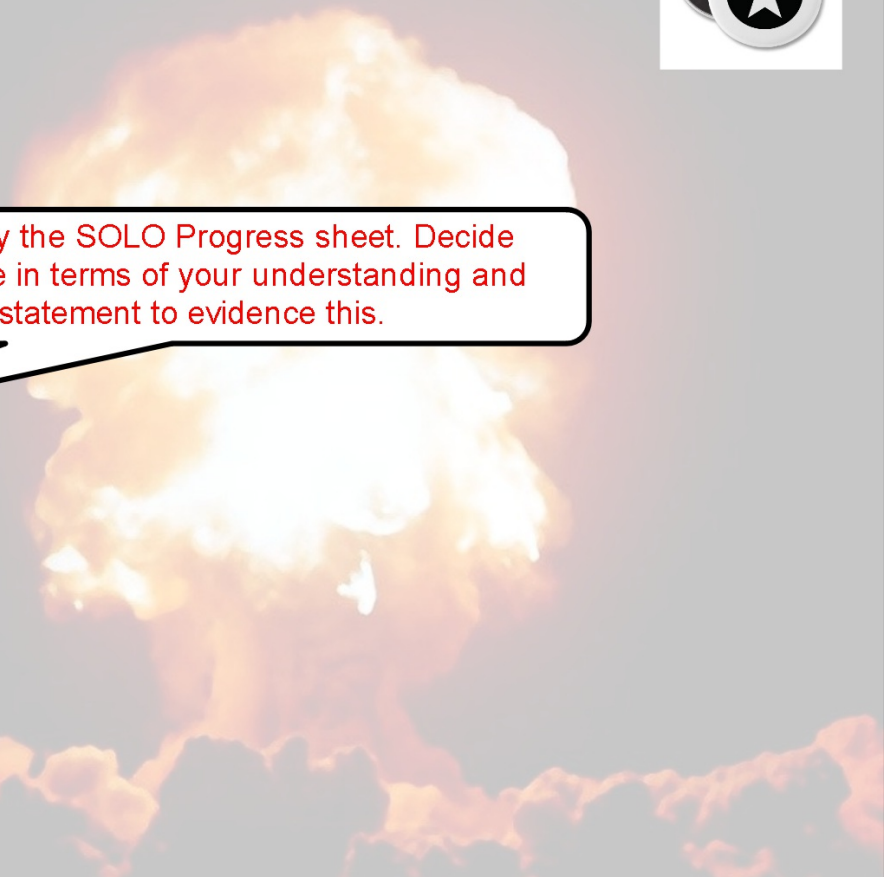 the SOLO Progress sheet. Decide
in terms of your understanding and
statement to evidence this.